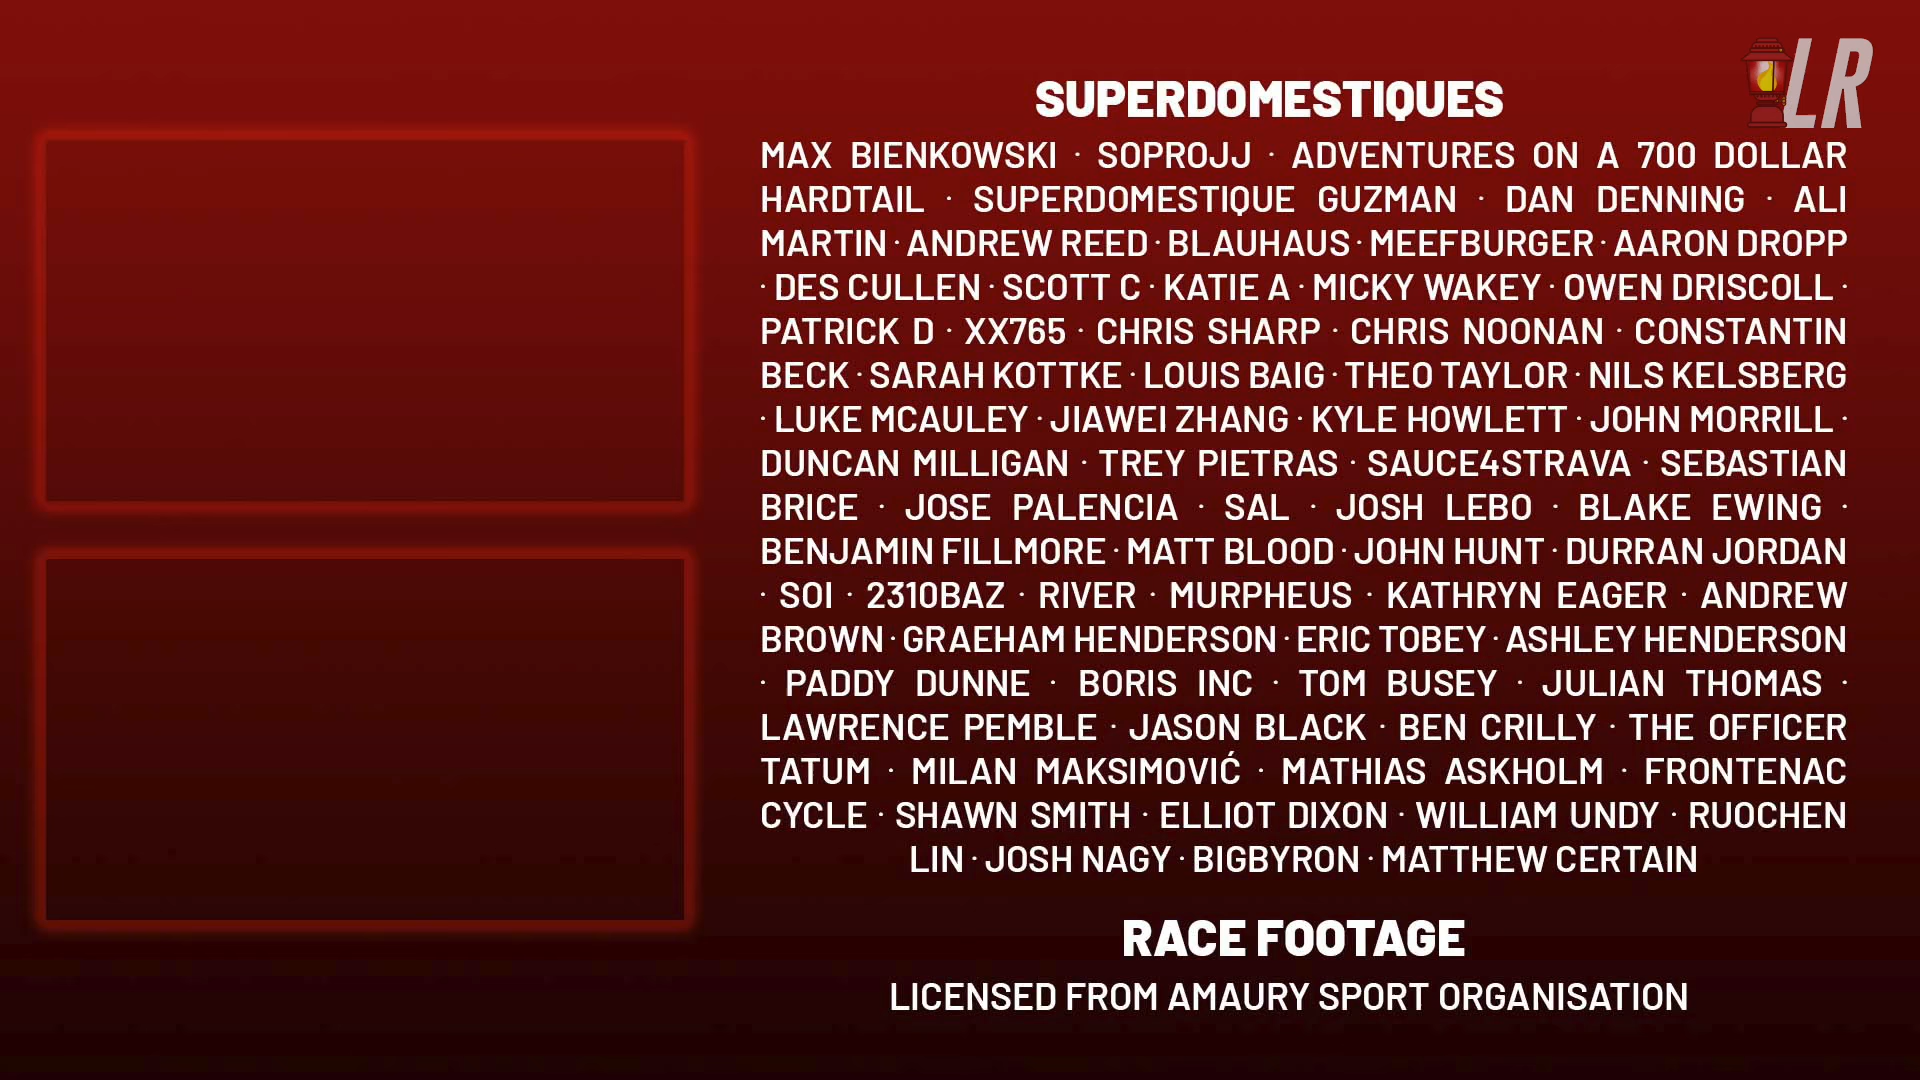 LR
SUPERDOMESTIQUES
MAX BIENKOWSKI · SOPROJJ · ADVENTURES ON A 700 DOLLAR
HARDTAIL · SUPERDOMESTIQUE GUZMAN · DAN DENNING · ALI
MARTIN · ANDREW REED · BLAUHAUS · MEEFBURGER · AARON DROPP
· DES CULLEN · SCOTT C · KATIE A · MICKY WAKEY · OWEN DRISCOLL ·
PATRICK D · XX765 · CHRIS SHARP · CHRIS NOONAN · CONSTANTIN
BECK · SARAH KOTTKE · LOUIS BAIG · THEO TAYLOR · NILS KELSBERG
· LUKE MCAULEY · JIAWEI ZHANG · KYLE HOWLETT · JOHN MORRILL ·
DUNCAN MILLIGAN · TREY PIETRAS · SAUCE4STRAVA · SEBASTIAN
BRICE · JOSE PALENCIA · SAL · JOSH LEBO · BLAKE EWING ·
BENJAMIN FILLMORE · MATT BLOOD · JOHN HUNT · DURRAN JORDAN
· SOI · 2310BAZ · RIVER · MURPHEUS · KATHRYN EAGER · ANDREW
BROWN · GRAEHAM HENDERSON · ERIC TOBEY · ASHLEY HENDERSON
· PADDY DUNNE · BORIS INC · TOM BUSEY · JULIAN THOMAS ·
LAWRENCE PEMBLE · JASON BLACK · BEN CRILLY · THE OFFICER
TATUM · MILAN MAKSIMOVIĆ · MATHIAS ASKHOLM · FRONTENAC
CYCLE · SHAWN SMITH · ELLIOT DIXON · WILLIAM UNDY · RUOCHEN
LIN · JOSH NAGY · BIGBYRON · MATTHEW CERTAIN
RACE FOOTAGE
LICENSED FROM AMAURY SPORT ORGANISATION